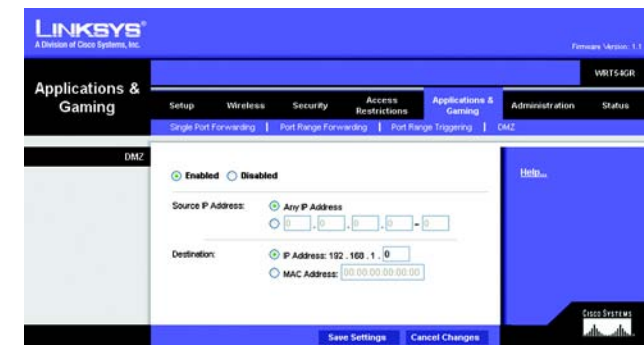 LINKSYS®
A Division of Cisco Systems, Inc.
Firmware Version: 1.1
WRT54GR
Applications & Gaming
Setup Wireless Security Access Restrictions Applications & Gaming Administration Status
Single Port Forwarding | Port Range Forwarding | Port Range Triggering | DMZ
DMZ
Enabled Disabled
Help...
Source IP Address: Any IP Address
0 . 0 . 0 . 0 - 0
Destination: IP Address: 192 . 168 . 1 . 0
MAC Address: 00:00:00:00:00:00
Save Settings Cancel Changes
CISCO SYSTEMS